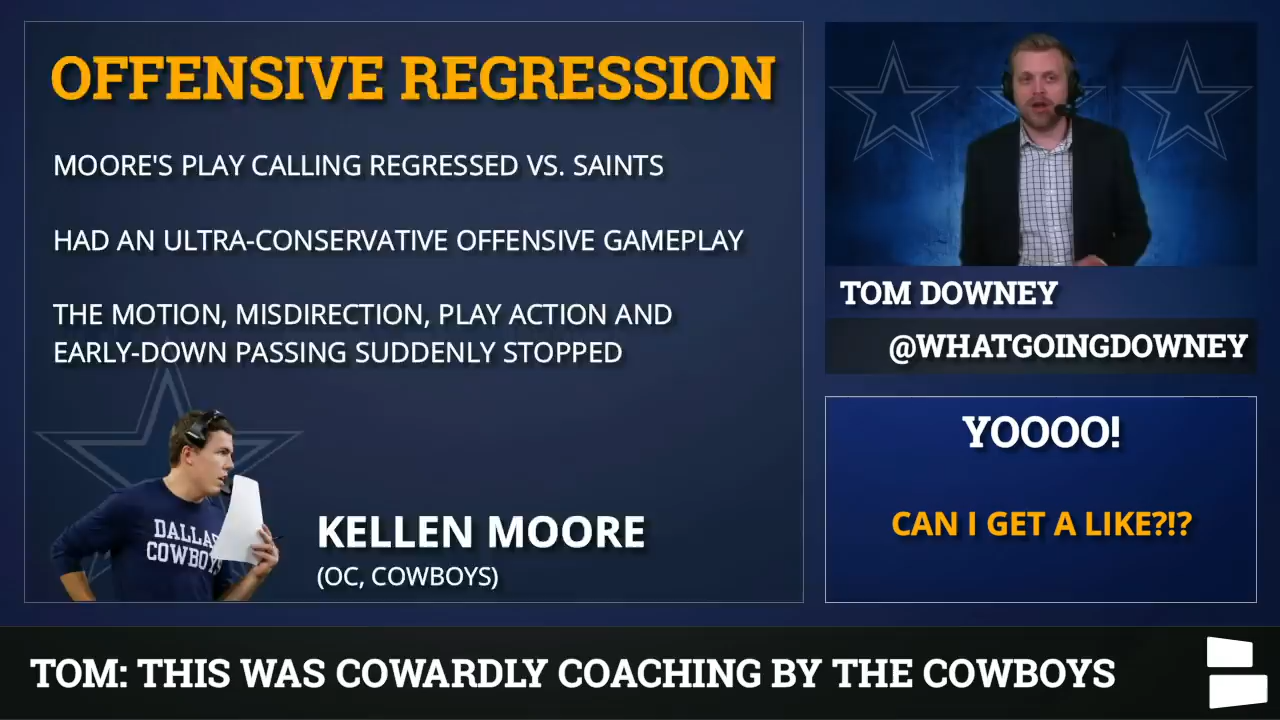 OFFENSIVE REGRESSION
MOORE'S PLAY CALLING REGRESSED VS. SAINTS
HAD AN ULTRA-CONSERVATIVE OFFENSIVE GAMEPLAY
THE MOTION, MISDIRECTION, PLAY ACTION AND
EARLY-DOWN PASSING SUDDENLY STOPPED
DALLAS
COWBOYS
KELLEN MOORE
(OC, COWBOYS)
TOM DOWNEY
@WHATGOINGDOWNEY
YOOOO!
CAN I GET A LIKE?!?
TOM: THIS WAS COWARDLY COACHING BY THE COWBOYS